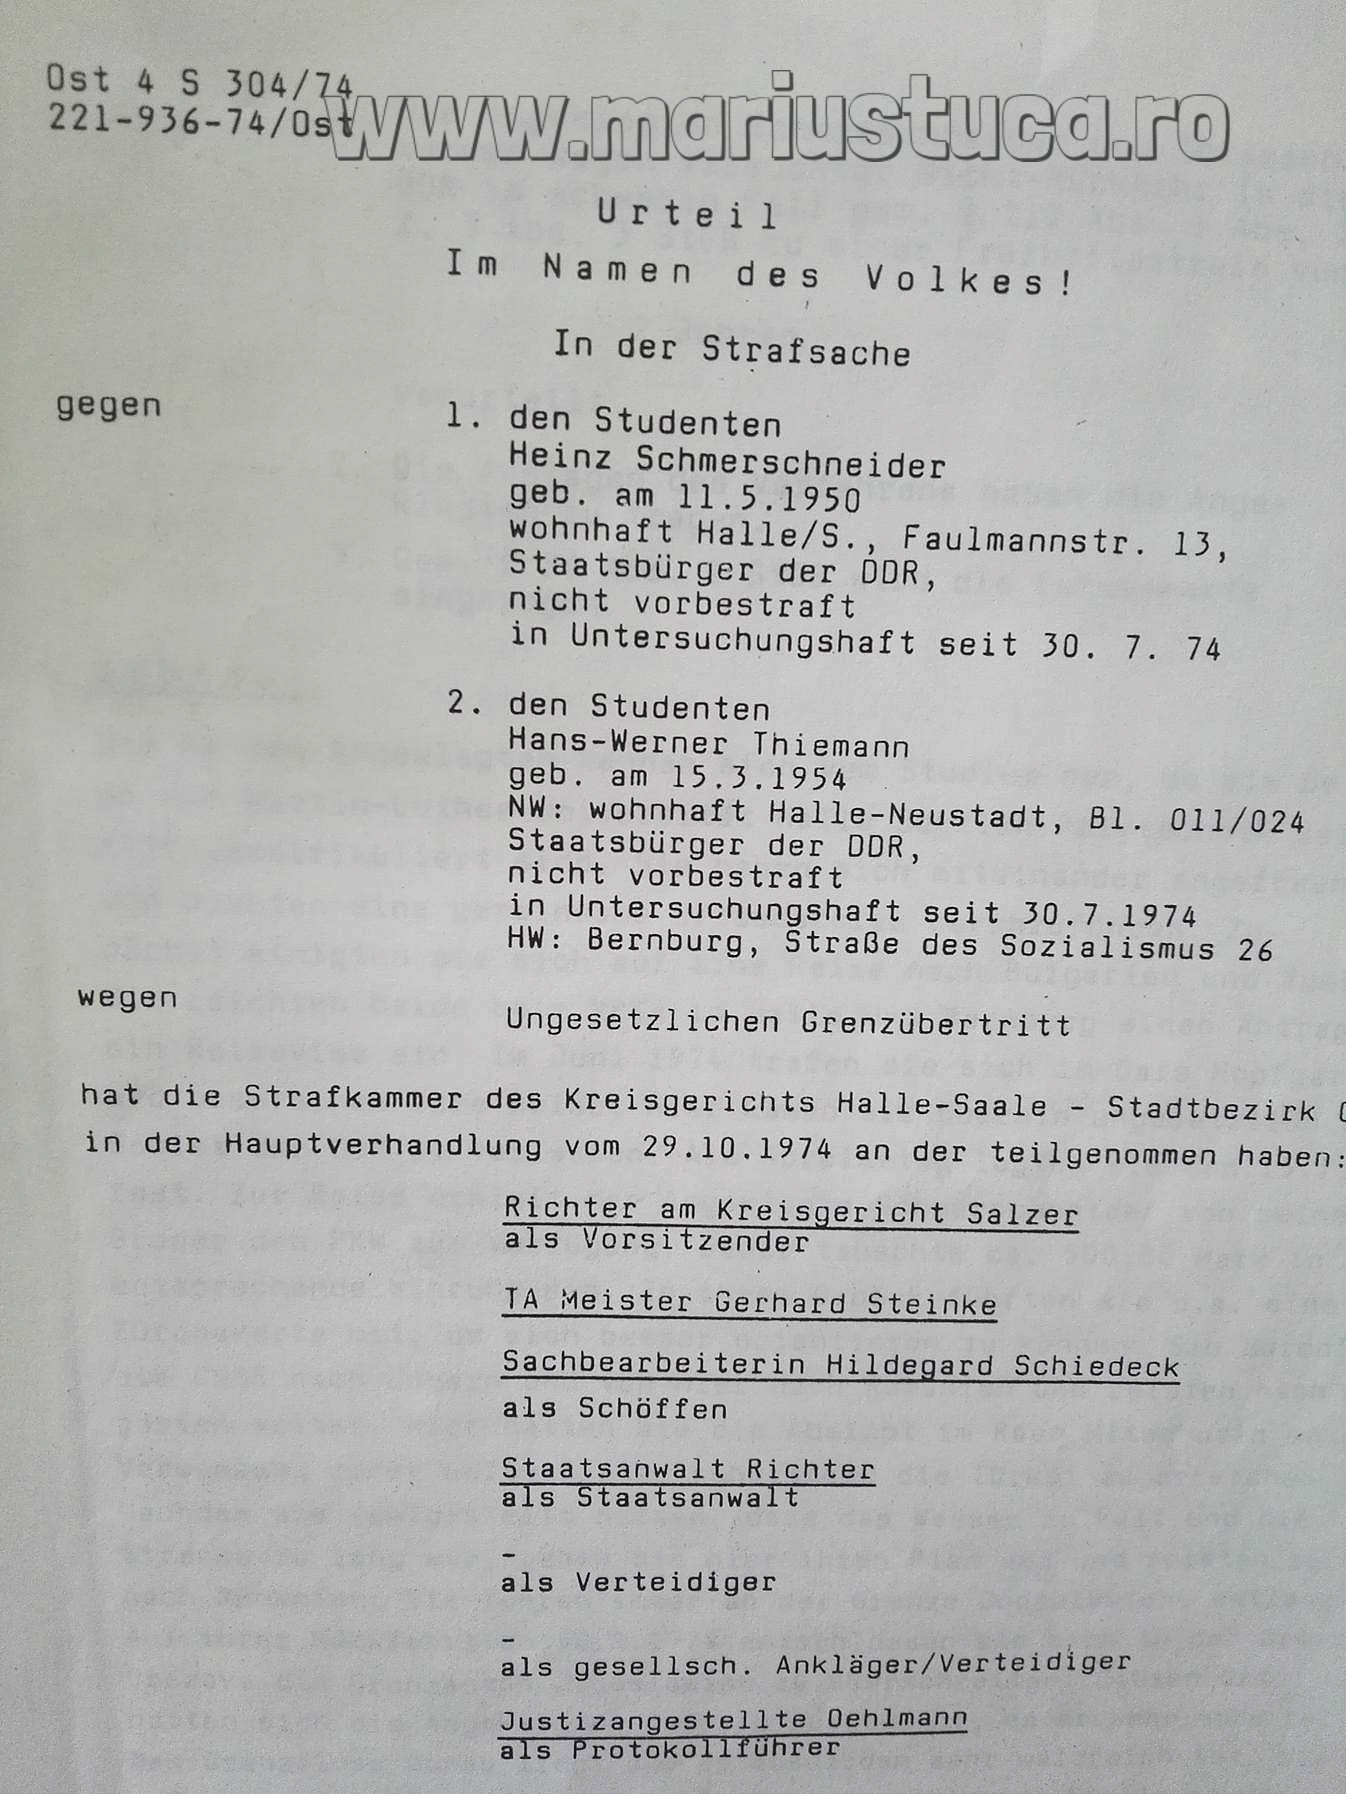 Ost 4 S 304/74
221-936-74/Ost
www.mariustuca.ro
Urteil
Im Namen des Volkes!
In der Strafsache
gegen
1. den Studenten
Heinz Schmerschneider
geb. am 11.5.1950
wohnhaft Halle/S., Faulmannstr. 13,
Staatsbürger der DDR,
nicht vorbestraft
in Untersuchungshaft seit 30. 7. 74
2. den Studenten
Hans-Werner Thiemann
geb. am 15.3.1954
NW: wohnhaft Halle-Neustadt, Bl. 011/024
Staatsbürger der DDR,
nicht vorbestraft
in Untersuchungshaft seit 30.7.1974
HW: Bernburg, Straße des Sozialismus 26
wegen
Ungesetzlichen Grenzübertritt
hat die Strafkammer des Kreisgerichts Halle-Saale - Stadtbezirk
in der Hauptverhandlung vom 29.10.1974 an der teilgenommen haben:
Richter am Kreisgericht Salzer
als Vorsitzender
TA Meister Gerhard Steinke
Sachbearbeiterin Hildegard Schiedeck
als Schöffen
Staatsanwalt Richter
als Staatsanwalt
-
als Verteidiger
-
als gesellsch. Ankläger/Verteidiger
Justizangestellte Oehlmann
als Protokollführer